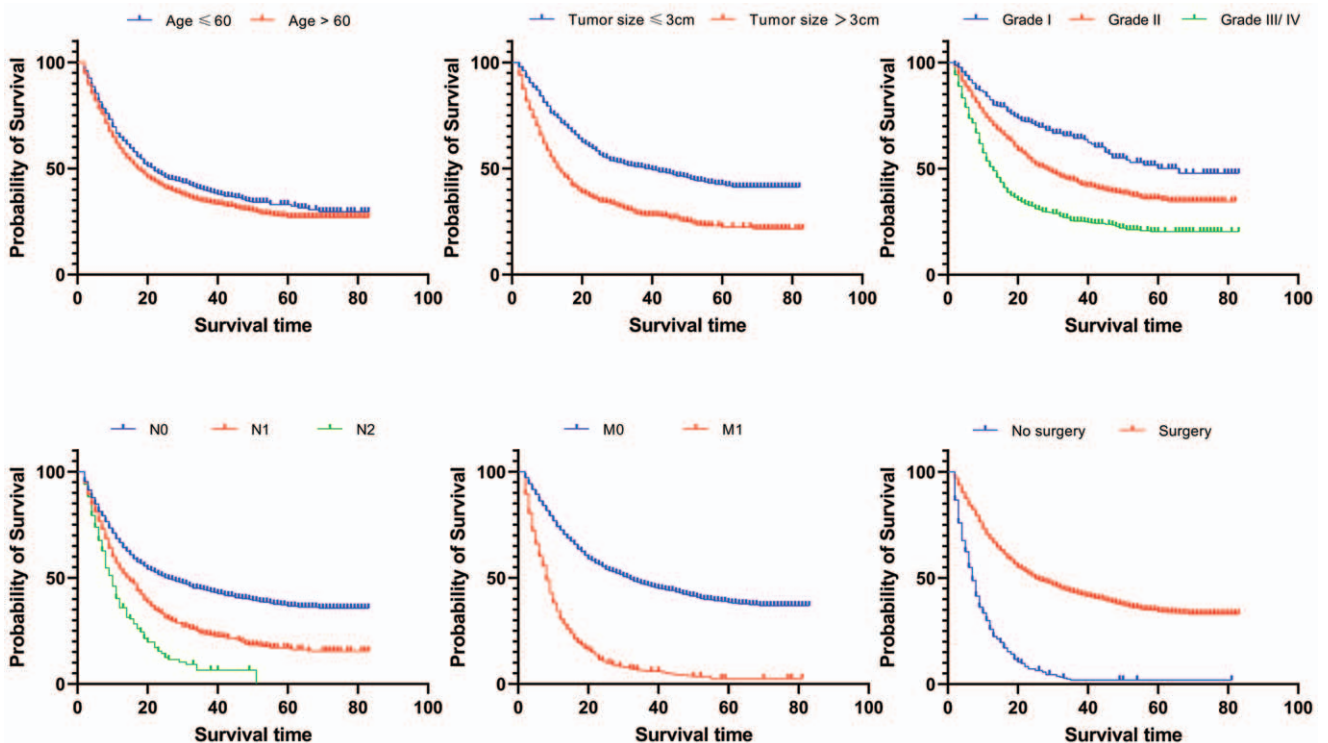 Age ≤ 60 Age > 60
Probability of Survival
100
50
0
0 20 40 60 80 100
Survival time
Tumor size ≤ 3cm Tumor size > 3cm
Probability of Survival
100
50
0
0 20 40 60 80 100
Survival time
Grade I Grade II Grade III/ IV
Probability of Survival
100
50
0
0 20 40 60 80 100
Survival time
N0 N1 N2
Probability of Survival
100
50
0
0 20 40 60 80 100
Survival time
M0 M1
Probability of Survival
100
50
0
0 20 40 60 80 100
Survival time
No surgery Surgery
Probability of Survival
100
50
0
0 20 40 60 80 100
Survival time